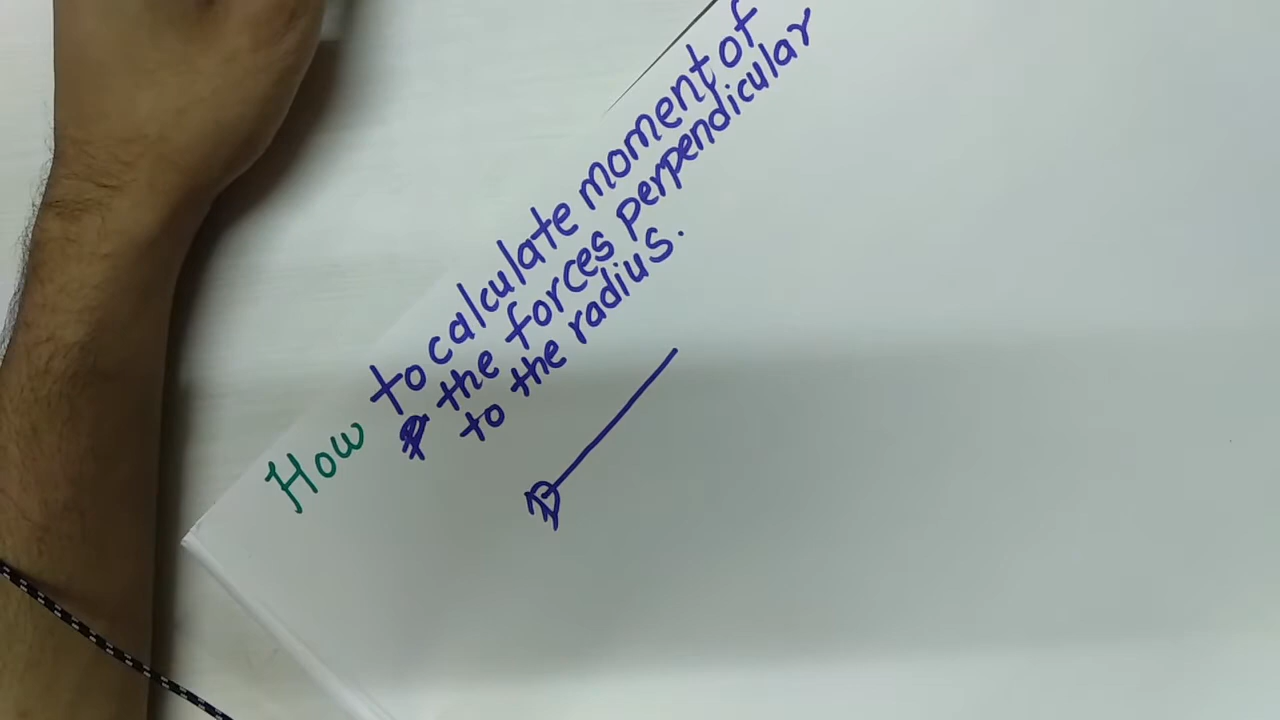 How to calculate moment of
the forces perpendicular
to the radius.